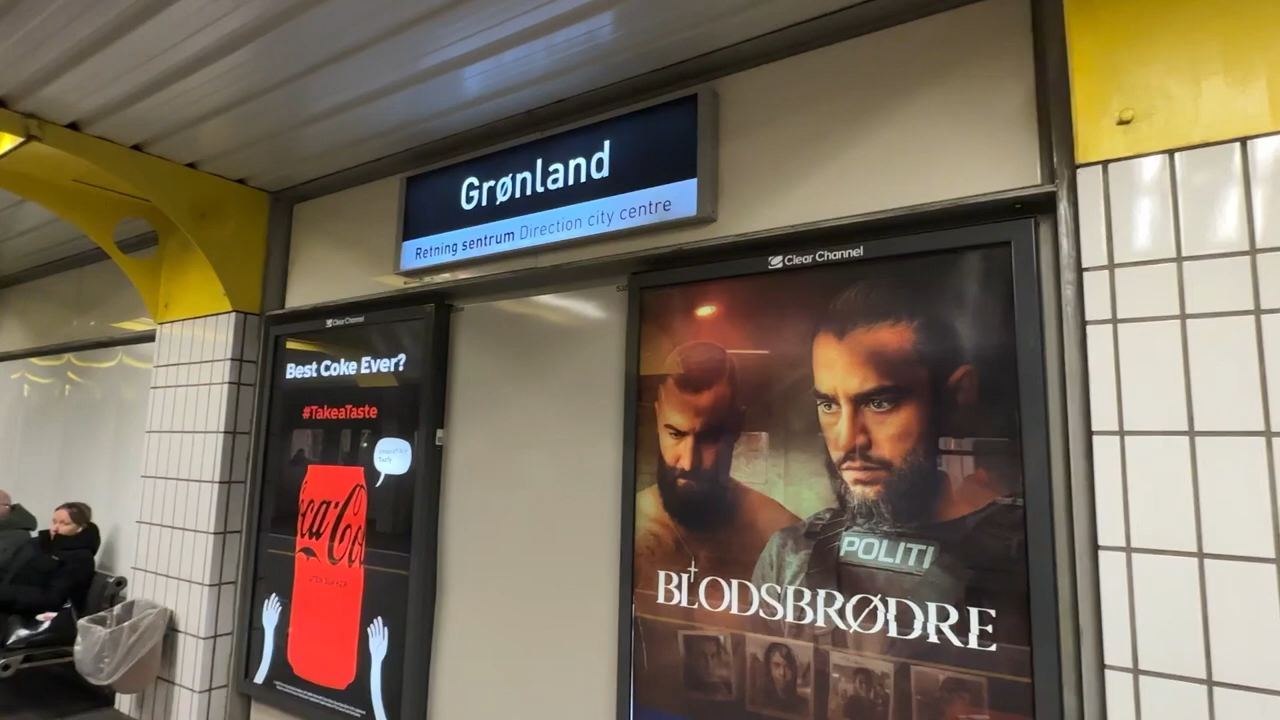 Grønland
Retning sentrum Direction city centre
Clear Channel
Best Coke Ever?
#TakeaTaste
Clear Channel
POLITI
BLODSBRØDRE